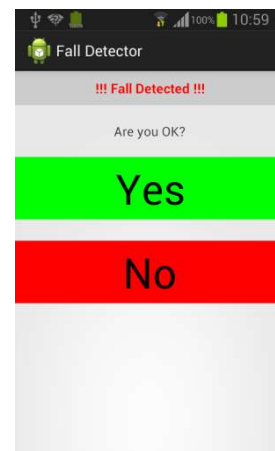 100% 10:59
Fall Detector
!!! Fall Detected !!!
Are you OK?
Yes
No